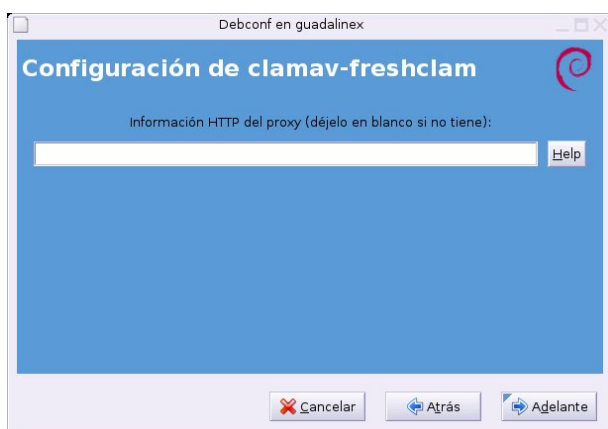 Debconf en guadalinex
Configuración de clamav-freshclam
Información HTTP del proxy (déjelo en blanco si no tiene):
Help
Cancelar
Atrás
Adelante